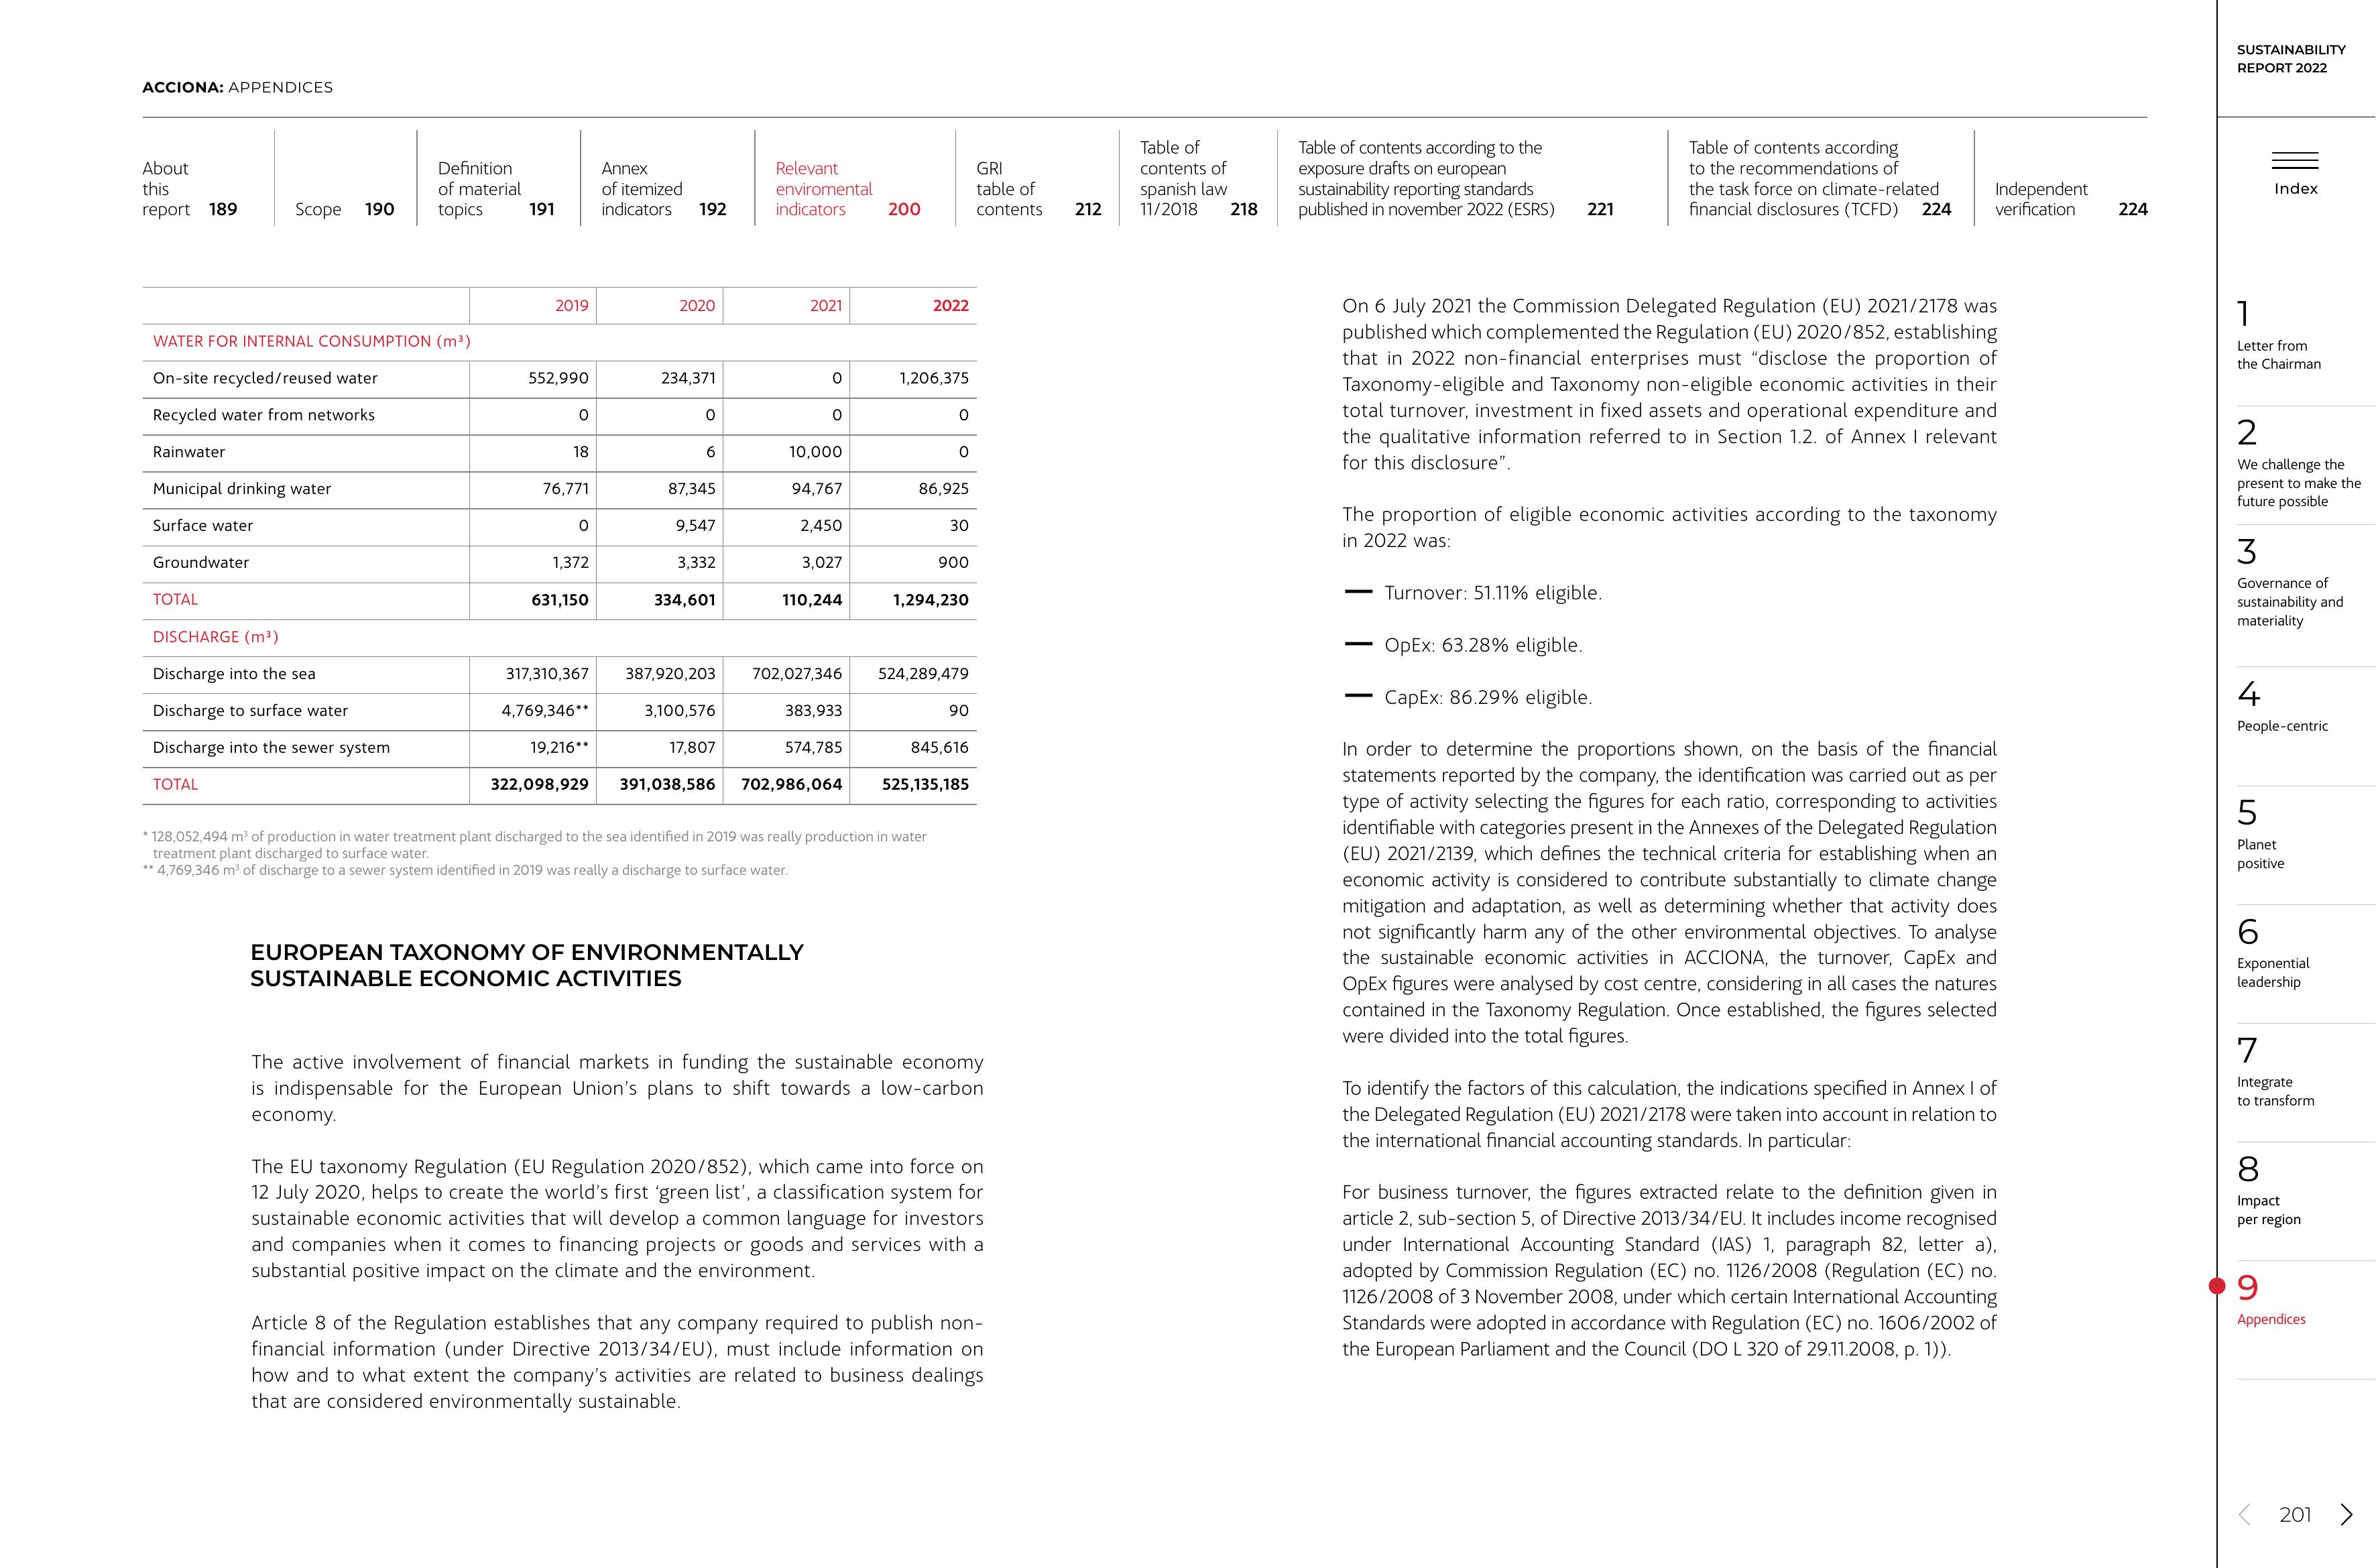 SUSTAINABILITY
REPORT 2022
ACCIONA: APPENDICES
About
this
report 189
Scope 190
Definition
of material
topics 191
Annex
of itemized
indicators 192
Relevant
enviromental
indicators 200
GRI
table of
contents 212
Table of
contents of
spanish law
11/2018 218
Table of contents according to the
exposure drafts on european
sustainability reporting standards
published in november 2022 (ESRS) 221
Table of contents according
to the recommendations of
the task force on climate-related
financial disclosures (TCFD) 224
Independent
verification 224
Index
2019 2020 2021 2022
WATER FOR INTERNAL CONSUMPTION (m³)
On-site recycled/reused water 552,990 234,371 0 1,206,375
Recycled water from networks 0 0 0 0
Rainwater 18 6 10,000 0
Municipal drinking water 76,771 87,345 94,767 86,925
Surface water 0 9,547 2,450 30
Groundwater 1,372 3,332 3,027 900
TOTAL 631,150 334,601 110,244 1,294,230
DISCHARGE (m³)
Discharge into the sea 317,310,367 387,920,203 702,027,346 524,289,479
Discharge to surface water 4,769,346** 3,100,576 383,933 90
Discharge into the sewer system 19,216** 17,807 574,785 845,616
TOTAL 322,098,929 391,038,586 702,986,064 525,135,185
* 128,052,494 m³ of production in water treatment plant discharged to the sea identified in 2019 was really production in water
treatment plant discharged to surface water.
** 4,769,346 m³ of discharge to a sewer system identified in 2019 was really a discharge to surface water.
EUROPEAN TAXONOMY OF ENVIRONMENTALLY
SUSTAINABLE ECONOMIC ACTIVITIES
The active involvement of financial markets in funding the sustainable economy
is indispensable for the European Union's plans to shift towards a low-carbon
economy.
The EU taxonomy Regulation (EU Regulation 2020/852), which came into force on
12 July 2020, helps to create the world's first 'green list', a classification system for
sustainable economic activities that will develop a common language for investors
and companies when it comes to financing projects or goods and services with a
substantial positive impact on the climate and the environment.
Article 8 of the Regulation establishes that any company required to publish non-
financial information (under Directive 2013/34/EU), must include information on
how and to what extent the company's activities are related to business dealings
that are considered environmentally sustainable.
On 6 July 2021 the Commission Delegated Regulation (EU) 2021/2178 was
published which complemented the Regulation (EU) 2020/852, establishing
that in 2022 non-financial enterprises must “disclose the proportion of
Taxonomy-eligible and Taxonomy non-eligible economic activities in their
total turnover, investment in fixed assets and operational expenditure and
the qualitative information referred to in Section 1.2. of Annex I relevant
for this disclosure”.
The proportion of eligible economic activities according to the taxonomy
in 2022 was:
— Turnover: 51.11% eligible.
— OpEx: 63.28% eligible.
— CapEx: 86.29% eligible.
In order to determine the proportions shown, on the basis of the financial
statements reported by the company, the identification was carried out as per
type of activity selecting the figures for each ratio, corresponding to activities
identifiable with categories present in the Annexes of the Delegated Regulation
(EU) 2021/2139, which defines the technical criteria for establishing when an
economic activity is considered to contribute substantially to climate change
mitigation and adaptation, as well as determining whether that activity does
not significantly harm any of the other environmental objectives. To analyse
the sustainable economic activities in ACCIONA, the turnover, CapEx and
OpEx figures were analysed by cost centre, considering in all cases the natures
contained in the Taxonomy Regulation. Once established, the figures selected
were divided into the total figures.
To identify the factors of this calculation, the indications specified in Annex I of
the Delegated Regulation (EU) 2021/2178 were taken into account in relation to
the international financial accounting standards. In particular:
For business turnover, the figures extracted relate to the definition given in
article 2, sub-section 5, of Directive 2013/34/EU. It includes income recognised
under International Accounting Standard (IAS) 1, paragraph 82, letter a),
adopted by Commission Regulation (EC) no. 1126/2008 (Regulation (EC) no.
1126/2008 of 3 November 2008, under which certain International Accounting
Standards were adopted in accordance with Regulation (EC) no. 1606/2002 of
the European Parliament and the Council (DO L 320 of 29.11.2008, p. 1)).
1
Letter from
the Chairman
2
We challenge the
present to make the
future possible
3
Governance of
sustainability and
materiality
4
People-centric
5
Planet
positive
6
Exponential
leadership
7
Integrate
to transform
8
Impact
per region
9
Appendices
201